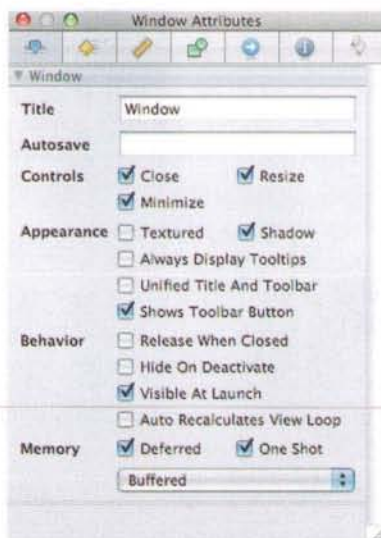 Window Attributes
Window
Title Window
Autosave
Controls Close Resize
Minimize
Appearance Textured Shadow
Always Display Tooltips
Unified Title And Toolbar
Shows Toolbar Button
Behavior Release When Closed
Hide On Deactivate
Visible At Launch
Auto Recalculates View Loop
Memory Deferred One Shot
Buffered